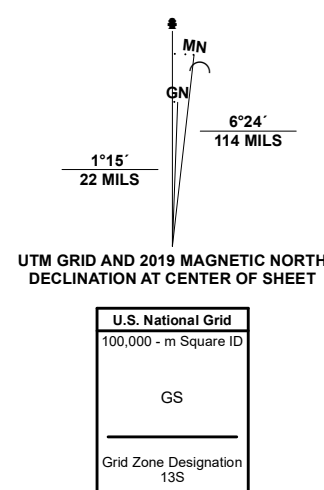 MN
GN
6°24´
114 MILS
1°15´
22 MILS
UTM GRID AND 2019 MAGNETIC NORTH
DECLINATION AT CENTER OF SHEET
U.S. National Grid
100,000 - m Square ID
GS
Grid Zone Designation
13S